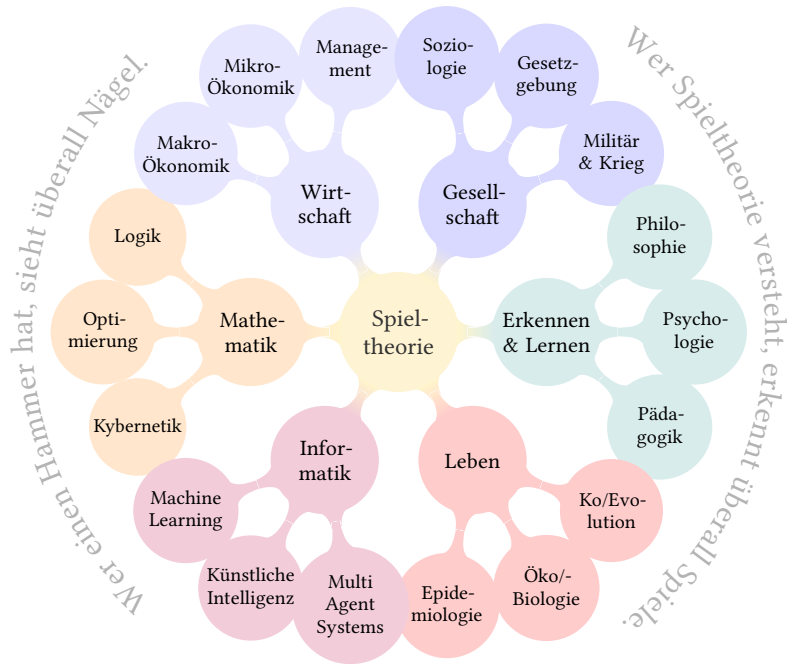 Wer einen Hammer hat, sieht überall Nägel.
Wer Spieltheorie versteht, erkennt überall Spiele.
Spiel-
theorie
Wirt-
schaft
Makro-
Ökonomik
Mikro-
Ökonomik
Manage-
ment
Gesell-
schaft
Sozio-
logie
Gesetz-
gebung
Militär
& Krieg
Erkennen
& Lernen
Philo-
sophie
Psycho-
logie
Päda-
gogik
Leben
Ko/Evo-
lution
Öko/-
Biologie
Epide-
miologie
Infor-
matik
Multi
Agent
Systems
Künstliche
Intelligenz
Machine
Learning
Mathe-
matik
Kybernetik
Opti-
mierung
Logik